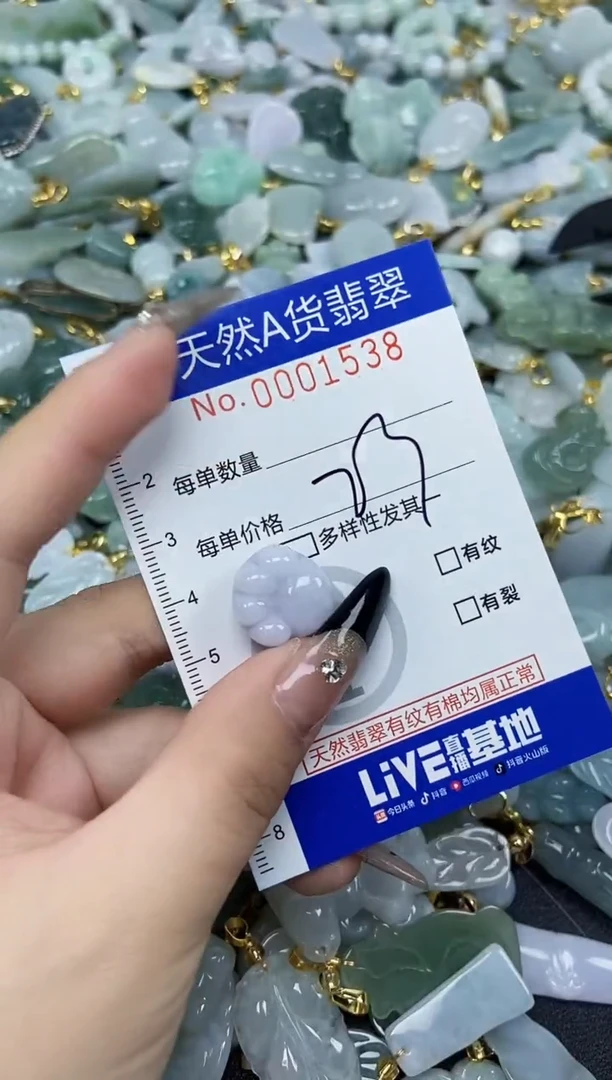 天然A货翡翠
No.0001538
每单数量
每单价格
多样性发其
有纹
有裂
天然翡翠有纹有棉均属正常
LiVE直播基地
今日头条 抖音 西瓜视频 抖音火山版
2
3
4
5
8